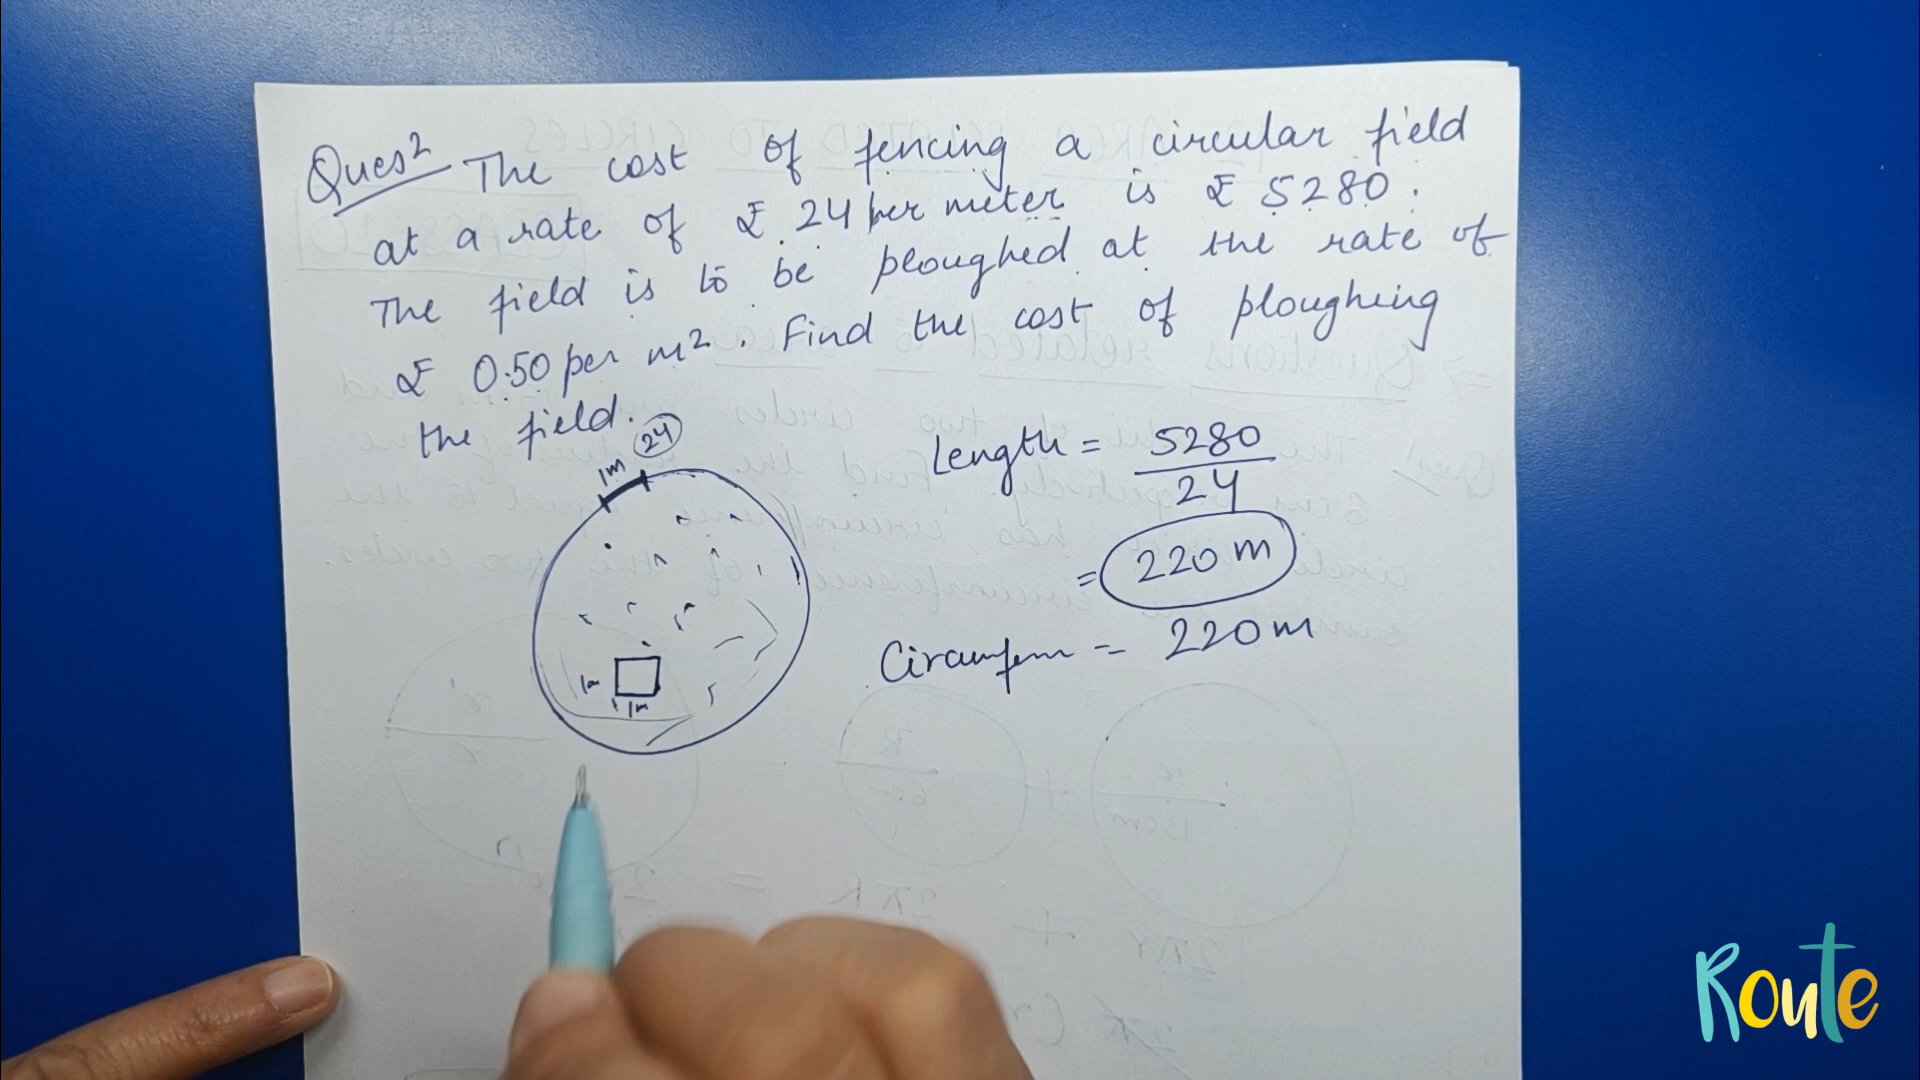 Ques 2 The cost of fencing a circular field
at a rate of ₹ 24 per meter is ₹ 5280.
The field is to be ploughed at the rate of
₹ 0.50 per m². Find the cost of ploughing
the field.
24
1m
Length = 5280
24
= 220 m
Circumfern = 220 m
1m
1m
Route